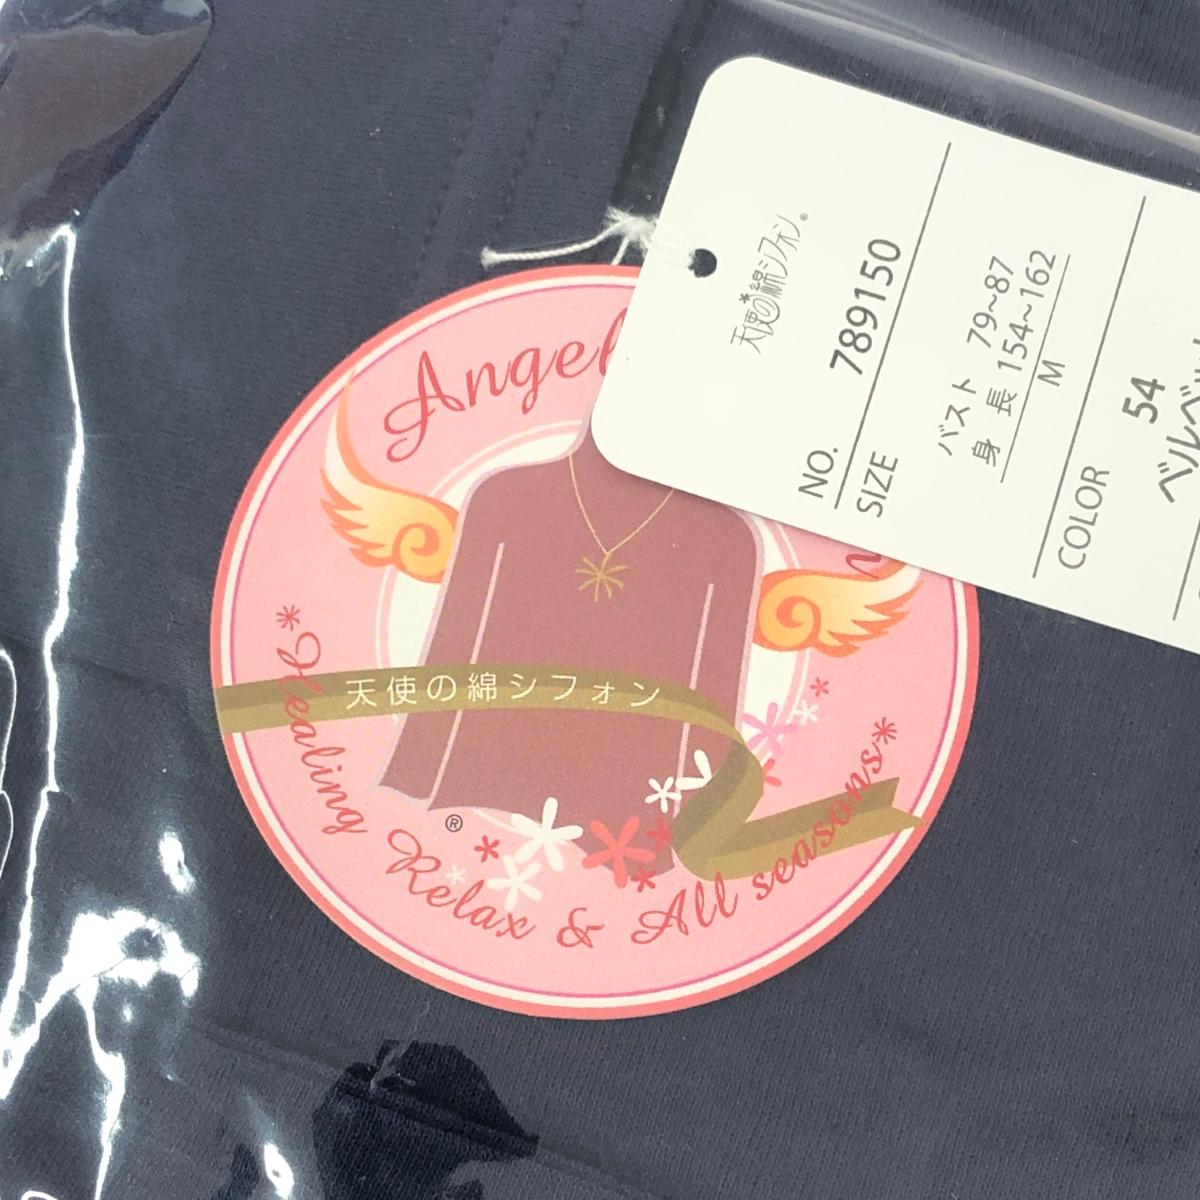 天使の綿シフォン®
NO. 789150
SIZE
バスト 79~87
身長 154~162
M
COLOR
54
Angel
天使の綿シフォン
®
*Healing Relax & All seasons*